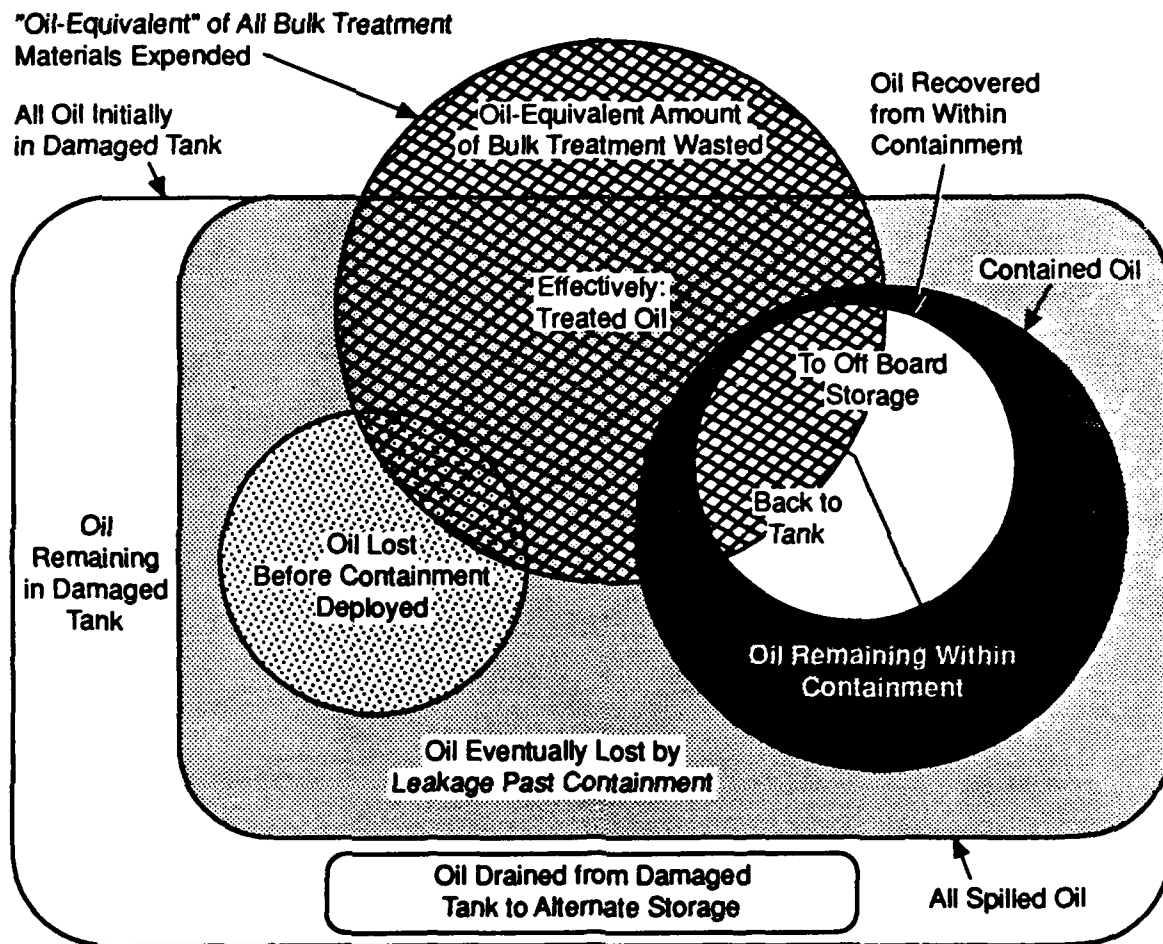 "Oil-Equivalent" of All Bulk Treatment
Materials Expended
All Oil Initially
in Damaged Tank
Oil-Equivalent Amount
of Bulk Treatment Wasted
Oil Recovered
from Within
Containment
Contained Oil
Effectively:
Treated Oil
To Off Board
Storage
Back to
Tank
Oil
Remaining
in Damaged
Tank
Oil Lost
Before Containment
Deployed
Oil Remaining Within
Containment
Oil Eventually Lost by
Leakage Past Containment
Oil Drained from Damaged
Tank to Alternate Storage
All Spilled Oil